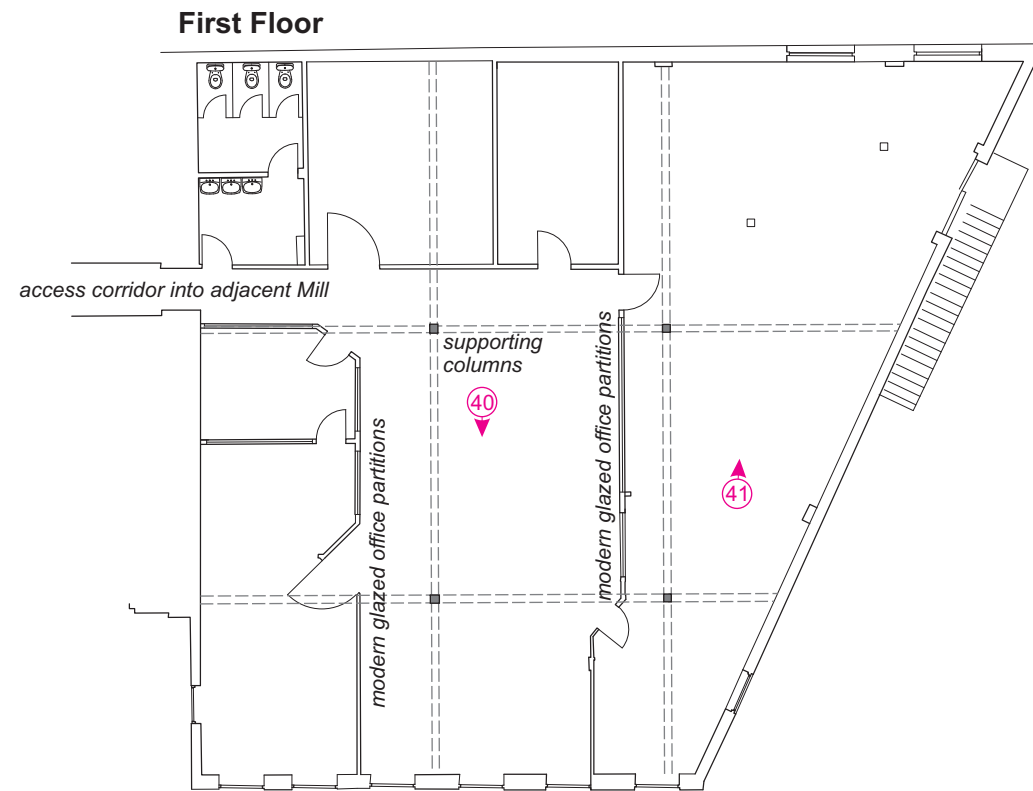 First Floor
access corridor into adjacent Mill
supporting
columns
40
modern glazed office partitions
modern glazed office partitions
41